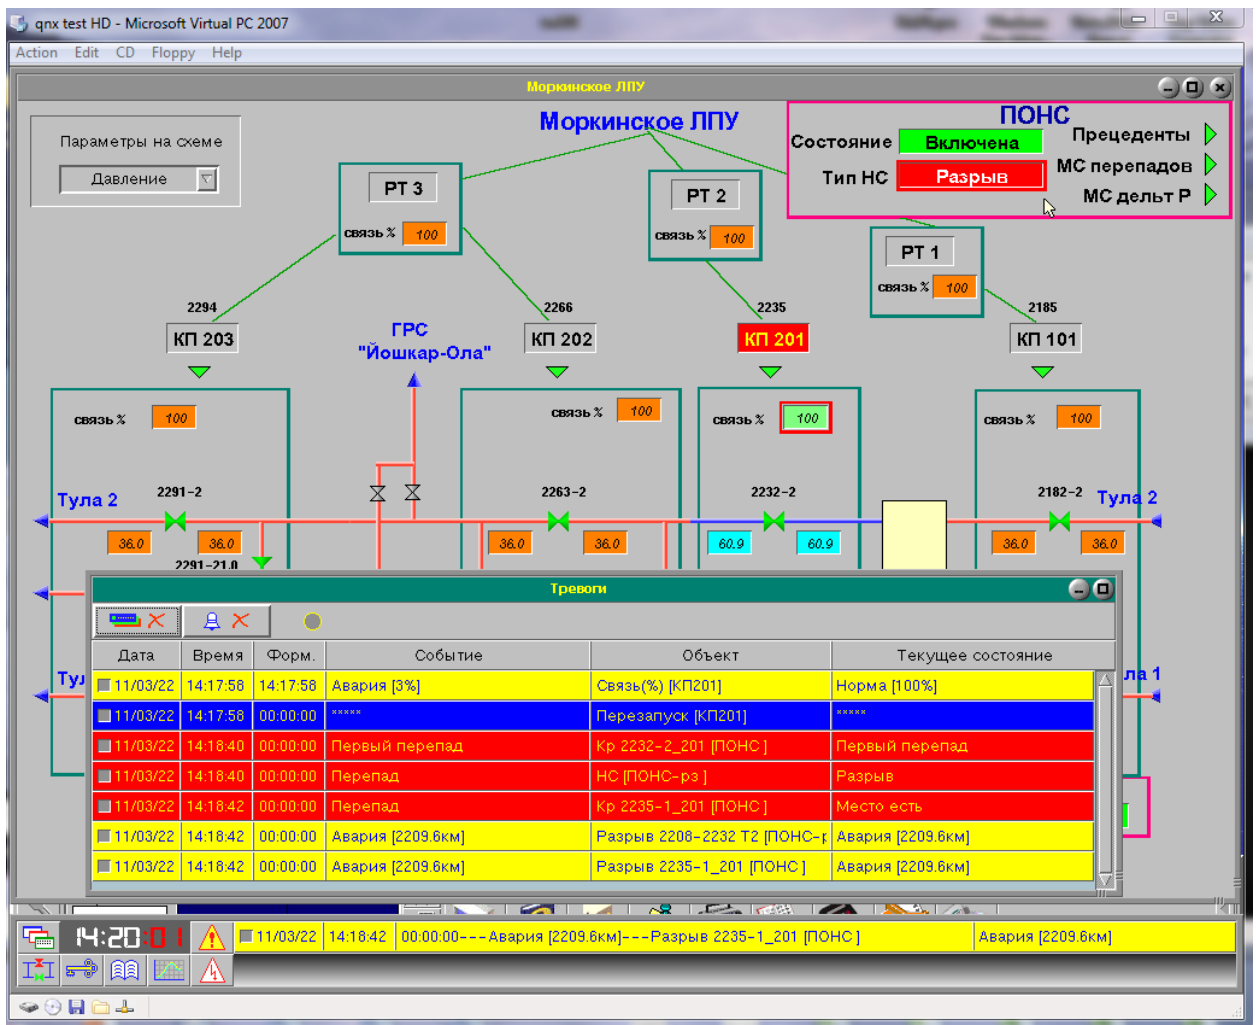 qnx test HD - Microsoft Virtual PC 2007
Action Edit CD Floppy Help
Моркинское ЛПУ
Параметры на схеме
Давление
Моркинское ЛПУ
ПОНС
Состояние Включена
Тип НС Разрыв
Прецеденты
МС перепадов
МС дельт Р
РТ 3
связь % 100
РТ 2
связь % 100
РТ 1
связь % 100
2294
КП 203
ГРС
"Йошкар-Ола"
2266
КП 202
2235
КП 201
2185
КП 101
связь % 100
связь % 100
связь % 100
связь % 100
Тула 2
2291-2
2263-2
2232-2
2182-2
Тула 2
36.0 36.0
36.0 36.0
60.9 60.9
36.0 36.0
2291-21.0
Тревоги
Дата Время Форм. Событие Объект Текущее состояние
11/03/22 14:17:58 14:17:58 Авария [3%] Связь(%) [КП201] Норма [100%]
11/03/22 14:17:58 00:00:00 ***** Перезапуск [КП201] *****
11/03/22 14:18:40 00:00:00 Первый перепад Кр 2232-2_201 [ПОНС ] Первый перепад
11/03/22 14:18:40 00:00:00 Перепад НС [ПОНС-рз ] Разрыв
11/03/22 14:18:42 00:00:00 Перепад Кр 2235-1_201 [ПОНС ] Место есть
11/03/22 14:18:42 00:00:00 Авария [2209.6км] Разрыв 2208-2232 Т2 [ПОНС-р Авария [2209.6км]
11/03/22 14:18:42 00:00:00 Авария [2209.6км] Разрыв 2235-1_201 [ПОНС ] Авария [2209.6км]
Ту
ла 1
14:20:01
11/03/22 14:18:42 00:00:00---Авария [2209.6км]---Разрыв 2235-1_201 [ПОНС ] Авария [2209.6км]